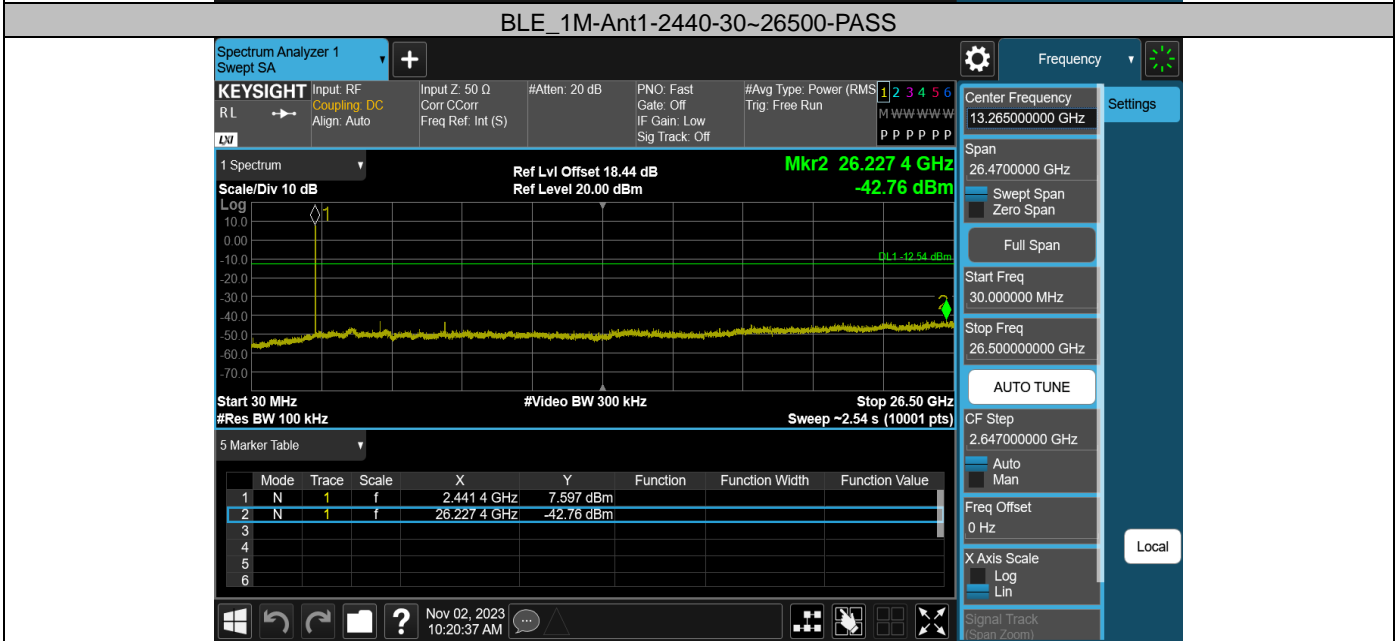 BLE_1M-Ant1-2440-30~26500-PASS
Spectrum Analyzer 1
Swept SA
+
Frequency
KEYSIGHT
RL
LXI
Input: RF
Coupling: DC
Align: Auto
Input Z: 50 Ω
Corr CCorr
Freq Ref: Int (S)
#Atten: 20 dB
PNO: Fast
Gate: Off
IF Gain: Low
Sig Track: Off
#Avg Type: Power (RMS
Trig: Free Run
1 2 3 4 5 6
M W W W W W
P P P P P P
1 Spectrum
Scale/Div 10 dB
Ref Lvl Offset 18.44 dB
Ref Level 20.00 dBm
Mkr2 26.227 4 GHz
-42.76 dBm
Log
10.0
0.00
-10.0
-20.0
-30.0
-40.0
-50.0
-60.0
-70.0
1
DL1 -12.54 dBm
2
Start 30 MHz
#Video BW 300 kHz
Stop 26.50 GHz
#Res BW 100 kHz
Sweep ~2.54 s (10001 pts)
5 Marker Table
Mode Trace Scale X Y Function Function Width Function Value
1 N 1 f 2.441 4 GHz 7.597 dBm
2 N 1 f 26.227 4 GHz -42.76 dBm
3
4
5
6
Center Frequency
13.265000000 GHz
Settings
Span
26.4700000 GHz
Swept Span
Zero Span
Full Span
Start Freq
30.000000 MHz
Stop Freq
26.500000000 GHz
AUTO TUNE
CF Step
2.647000000 GHz
Auto
Man
Freq Offset
0 Hz
X Axis Scale
Log
Lin
Signal Track
(Span Zoom)
Local
?
Nov 02, 2023
10:20:37 AM